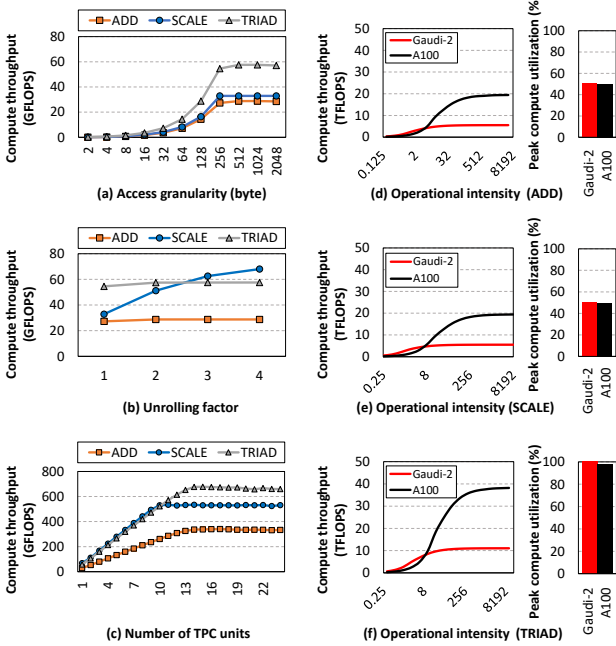 ADD SCALE TRIAD
Compute throughput
(GFLOPS)
80
60
40
20
0
2 4 8 16 32 64 128 256 512 1024 2048
(a) Access granularity (byte)
Compute throughput
(TFLOPS)
50
40
30
20
10
0
Gaudi-2
A100
0.125 2 32 512 8192
(d) Operational intensity (ADD)
Peak compute utilization (%)
100
80
60
40
20
0
Gaudi-2
A100
ADD SCALE TRIAD
Compute throughput
(GFLOPS)
80
60
40
20
0
1 2 3 4
(b) Unrolling factor
Compute throughput
(TFLOPS)
50
40
30
20
10
0
Gaudi-2
A100
0.25 8 256 8192
(e) Operational intensity (SCALE)
Peak compute utilization (%)
100
80
60
40
20
0
Gaudi-2
A100
ADD SCALE TRIAD
Compute throughput
(GFLOPS)
800
600
400
200
0
1 4 7 10 13 16 19 22
(c) Number of TPC units
Compute throughput
(TFLOPS)
50
40
30
20
10
0
Gaudi-2
A100
0.25 8 256 8192
(f) Operational intensity (TRIAD)
Peak compute utilization (%)
100
80
60
40
20
0
Gaudi-2
A100